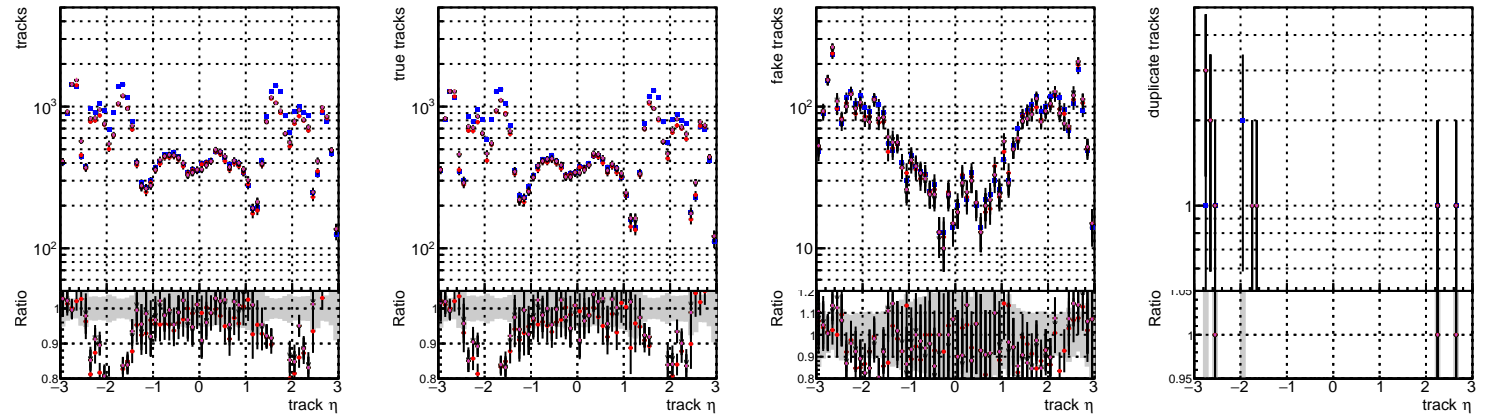 tracks
10³
10²
Ratio
0.9
0.8
−3 −2 −1 0 1 2 3
track η
true tracks
10³
10²
Ratio
0.9
0.8
−3 −2 −1 0 1 2 3
track η
fake tracks
10²
10
Ratio
1.2
1.1
1
0.9
0.8
−3 −2 −1 0 1 2 3
track η
duplicate tracks
1
Ratio
1.05
1
0.95
−3 −2 −1 0 1 2 3
track η